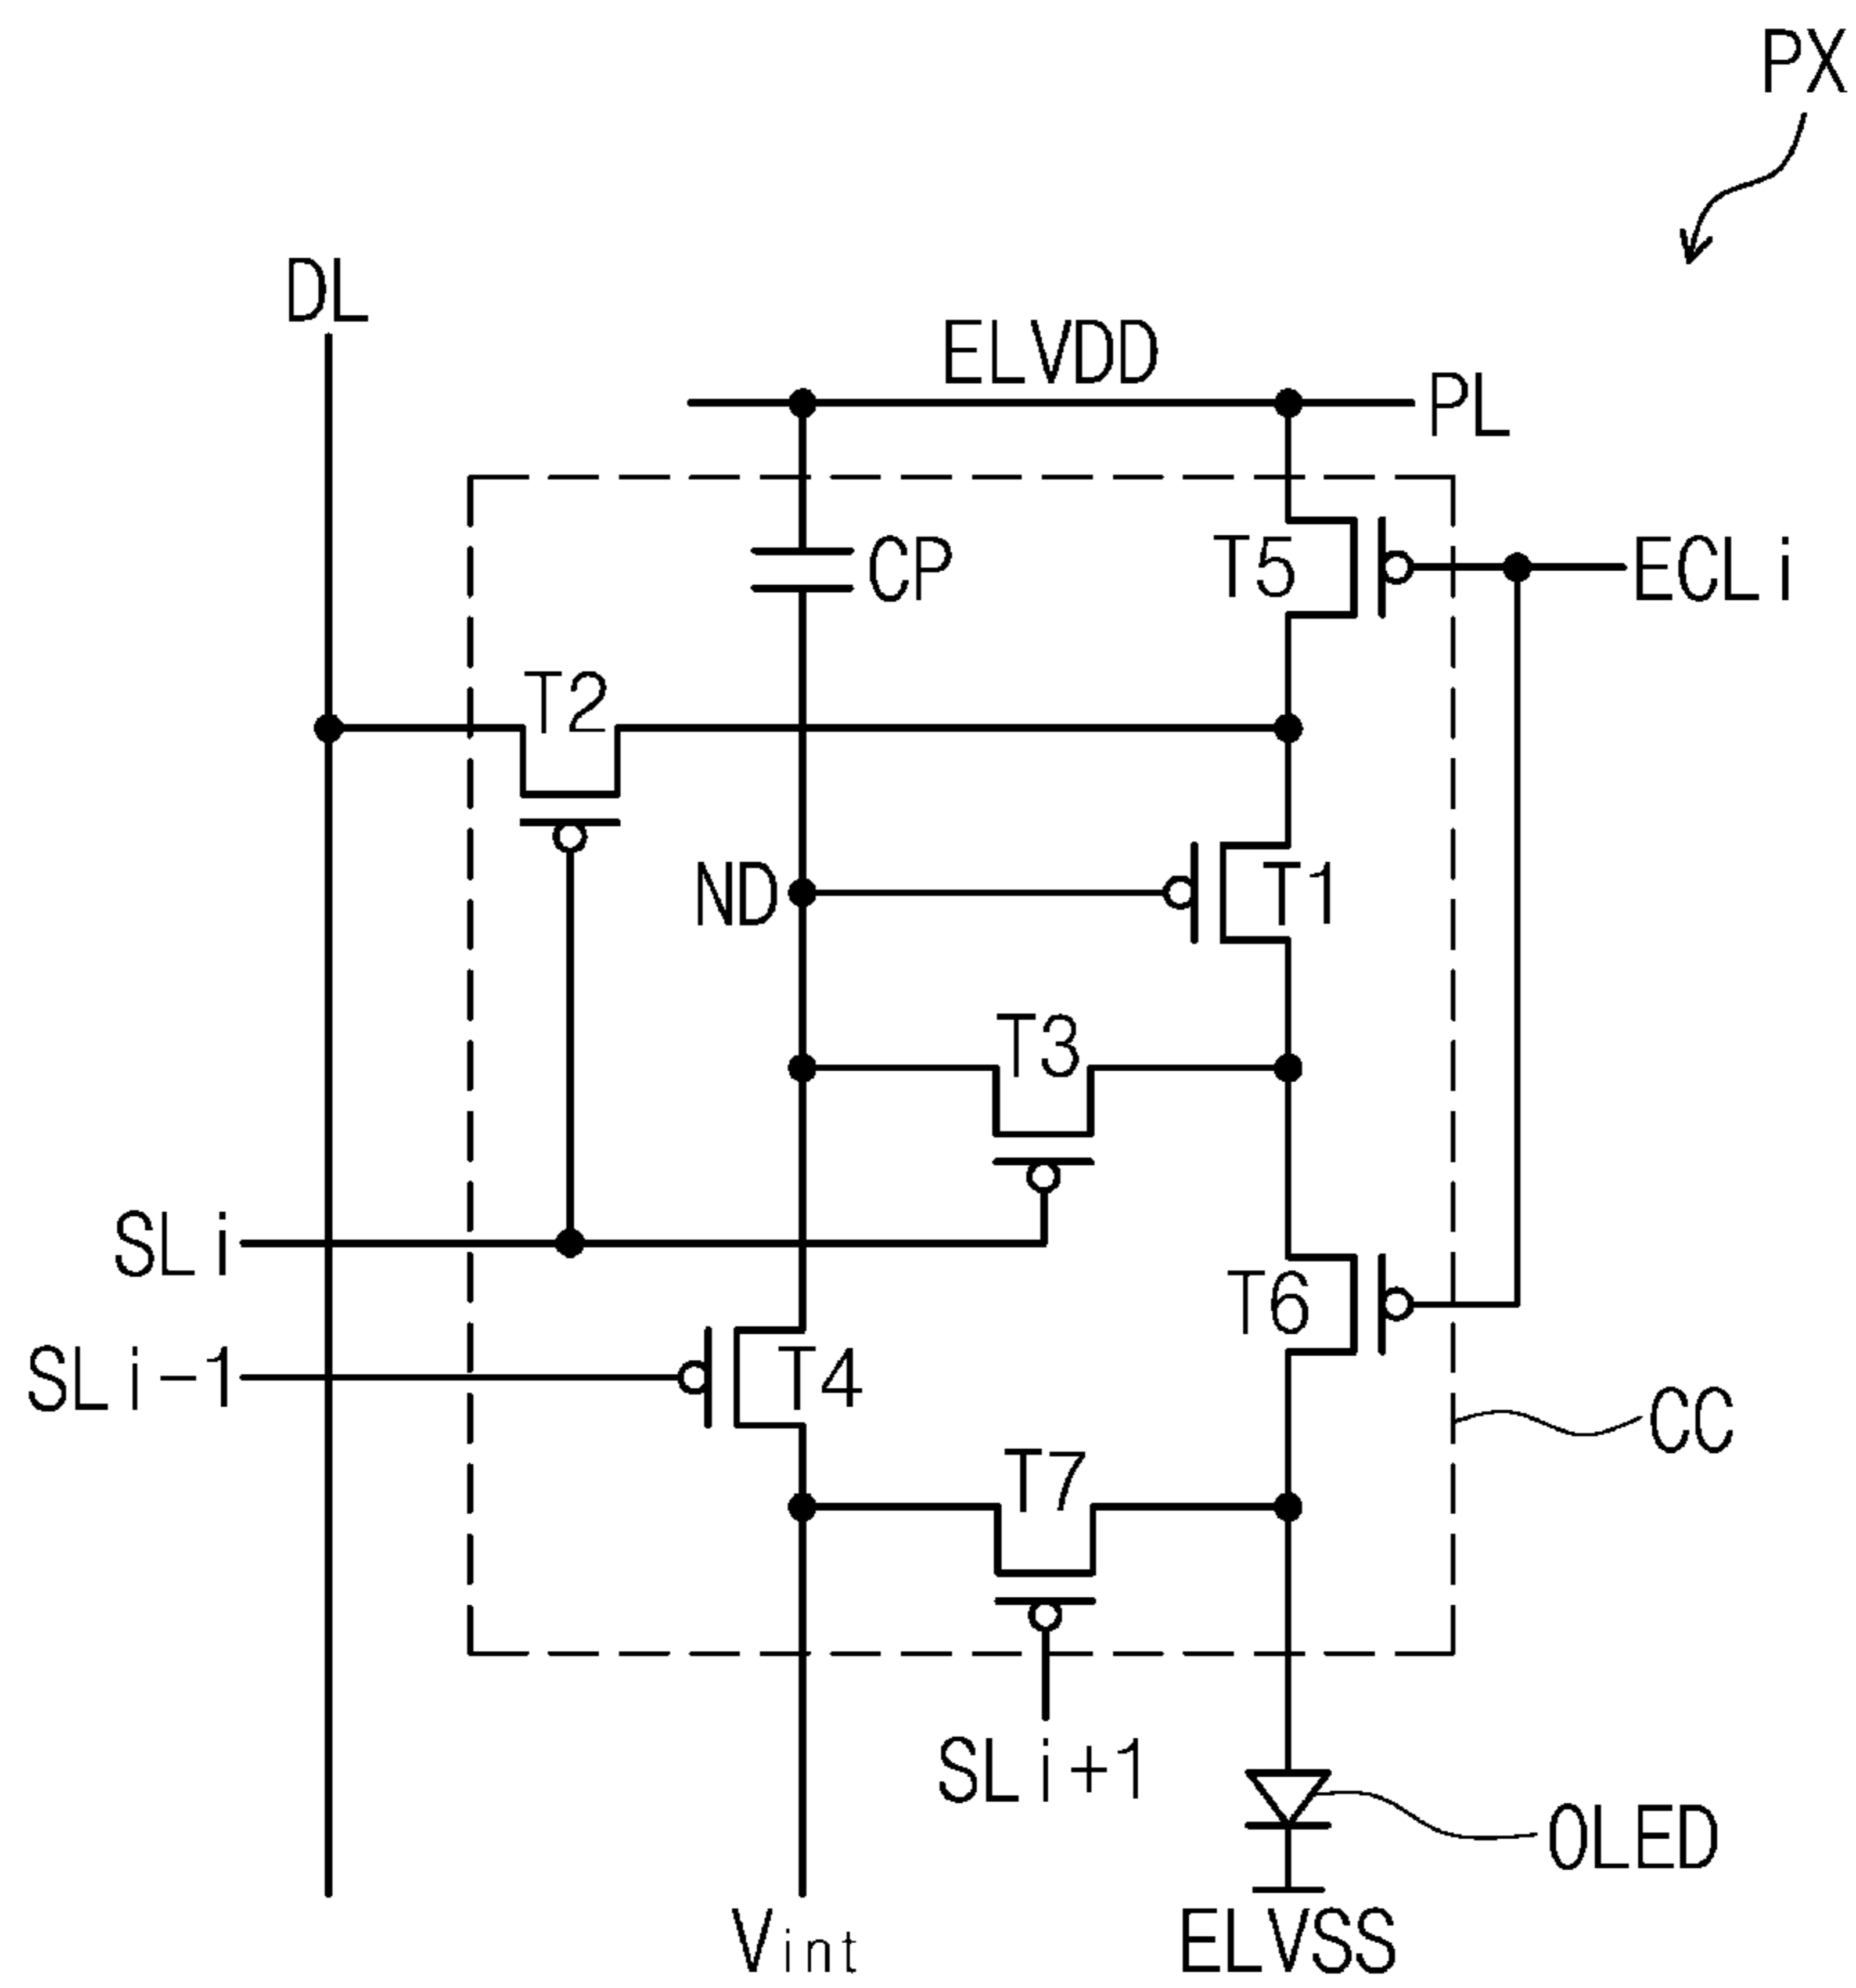 PX
DL
ELVDD
PL
CP
T5
ECLi
T2
ND
T1
T3
SLi
T6
SLi-1
T4
CC
T7
SLi+1
OLED
Vint
ELVSS